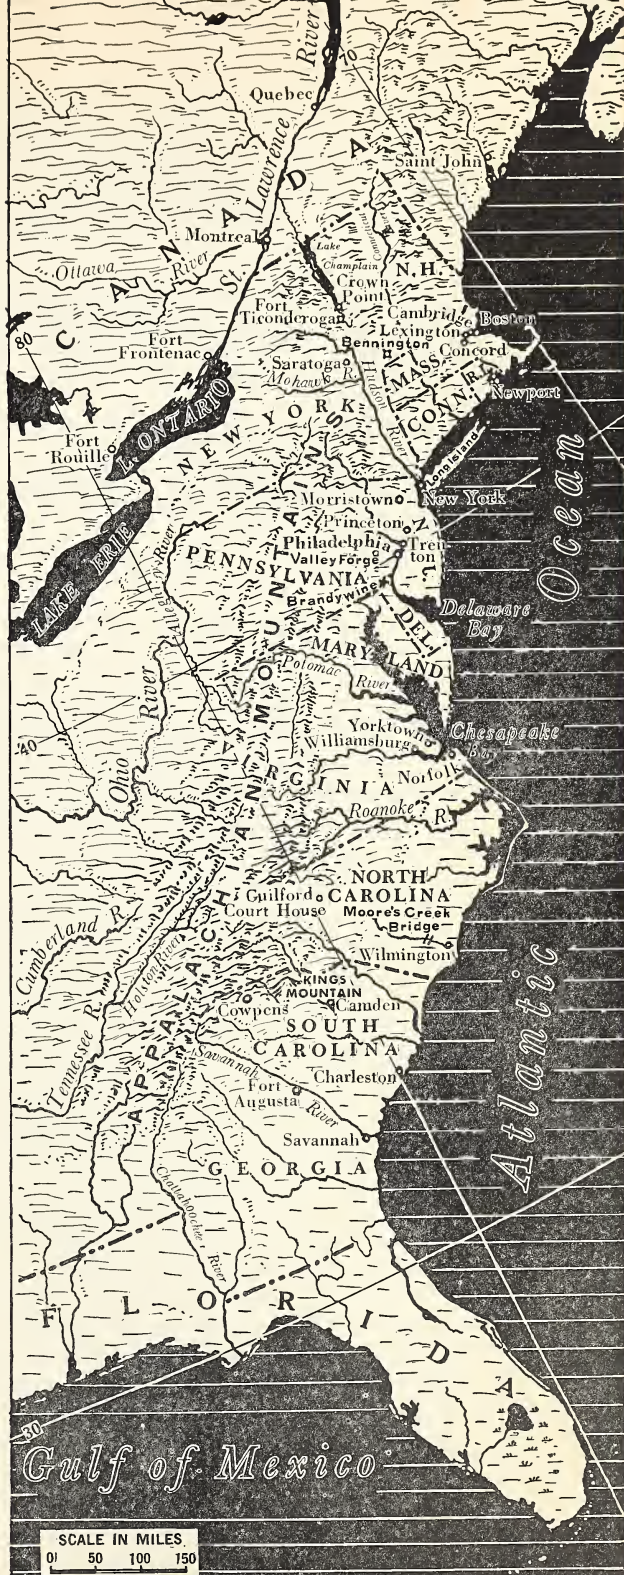 River
70
Quebec
Saint John
St. Lawrence
CANADA
Montreal
Ottawa
River
Lake
Champlain
Connecticut
N.H.
Crown
Point
Fort
Ticonderoga
Cambridge
Boston
Lexington
Bennington
Concord
80
Fort
Frontenac
Saratoga
Mohawk R.
MASS.
R.I.
Newport
CONN.
Hudson
River
L. ONTARIO
NEW YORK
Fort
Rouille
Long Island
Morristown
New York
Princeton
N. J.
Philadelphia
Tren
ton
Valley Forge
PENNSYLVANIA
Brandywine
LAKE ERIE
Allegheny River
Ocean
Delaware
Bay
DEL.
MARYLAND
Potomac
River
Ohio
River
40
Yorktown
Williamsburg
Chesapeake
Bay
VIRGINIA
Norfolk
Roanoke R.
APPALACHIAN MOUNTAINS
NORTH
CAROLINA
Guilford
Court House
Moore's Creek
Bridge
Cumberland R.
Holston River
Wilmington
KINGS
MOUNTAIN
Cowpens
Camden
SOUTH
CAROLINA
Tennessee R.
Savannah
River
Charleston
Fort
Augusta
Atlantic
Savannah
GEORGIA
Chattahoochee
River
FLORIDA
30
Gulf of Mexico
SCALE IN MILES
0 50 100 150